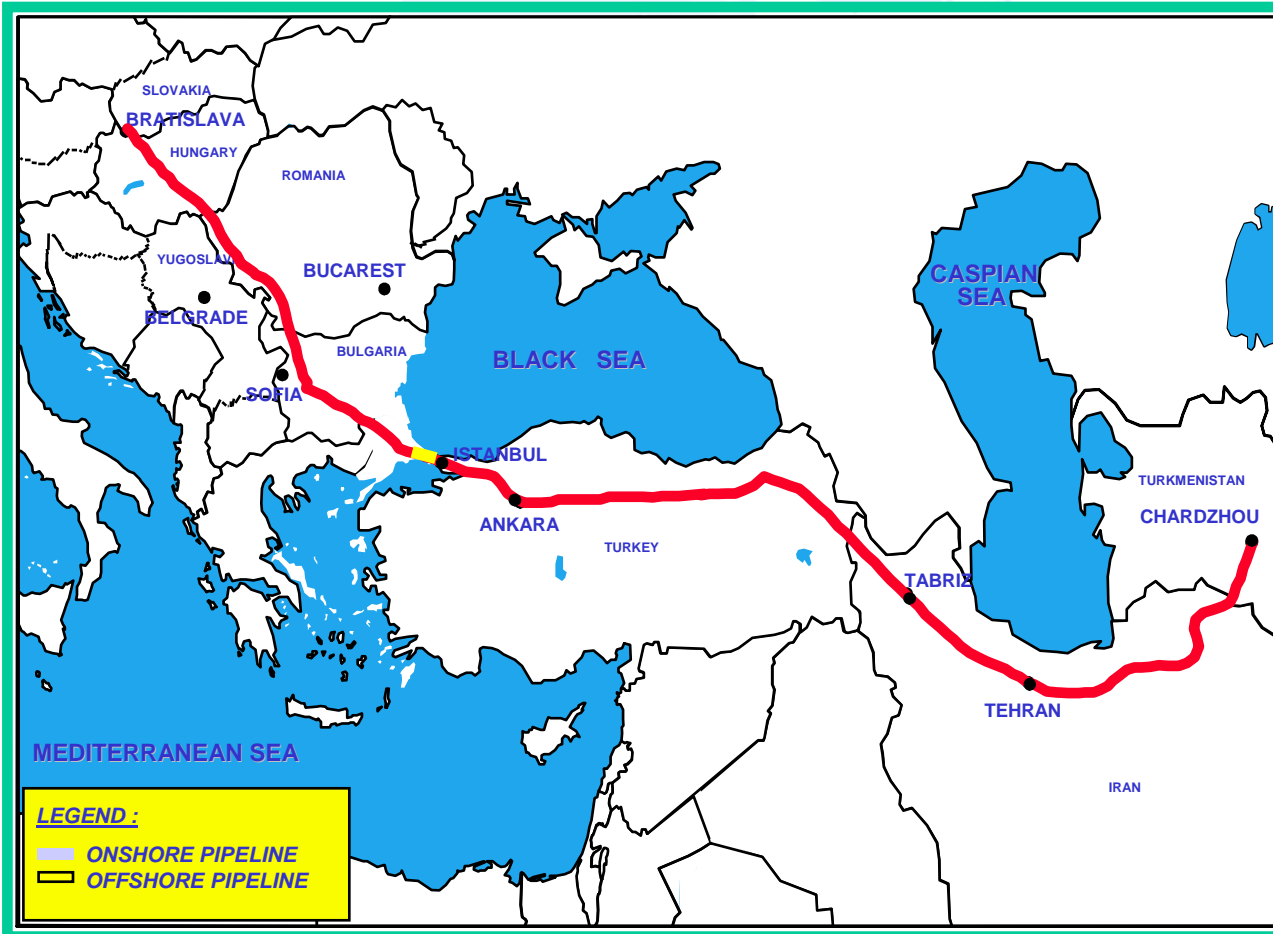 SLOVAKIA
BRATISLAVA
HUNGARY
ROMANIA
YUGOSLAV
BUCAREST
BELGRADE
BULGARIA
SOFIA
BLACK SEA
CASPIAN
SEA
ISTANBUL
ANKARA
TURKEY
TURKMENISTAN
CHARDZHOU
TABRIZ
TEHRAN
IRAN
MEDITERRANEAN SEA
LEGEND :
ONSHORE PIPELINE
OFFSHORE PIPELINE